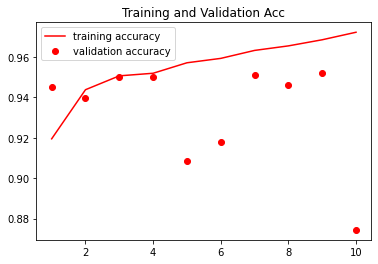 Training and Validation Acc
training accuracy
validation accuracy
0.96
0.94
0.92
0.90
0.88
2 4 6 8 10